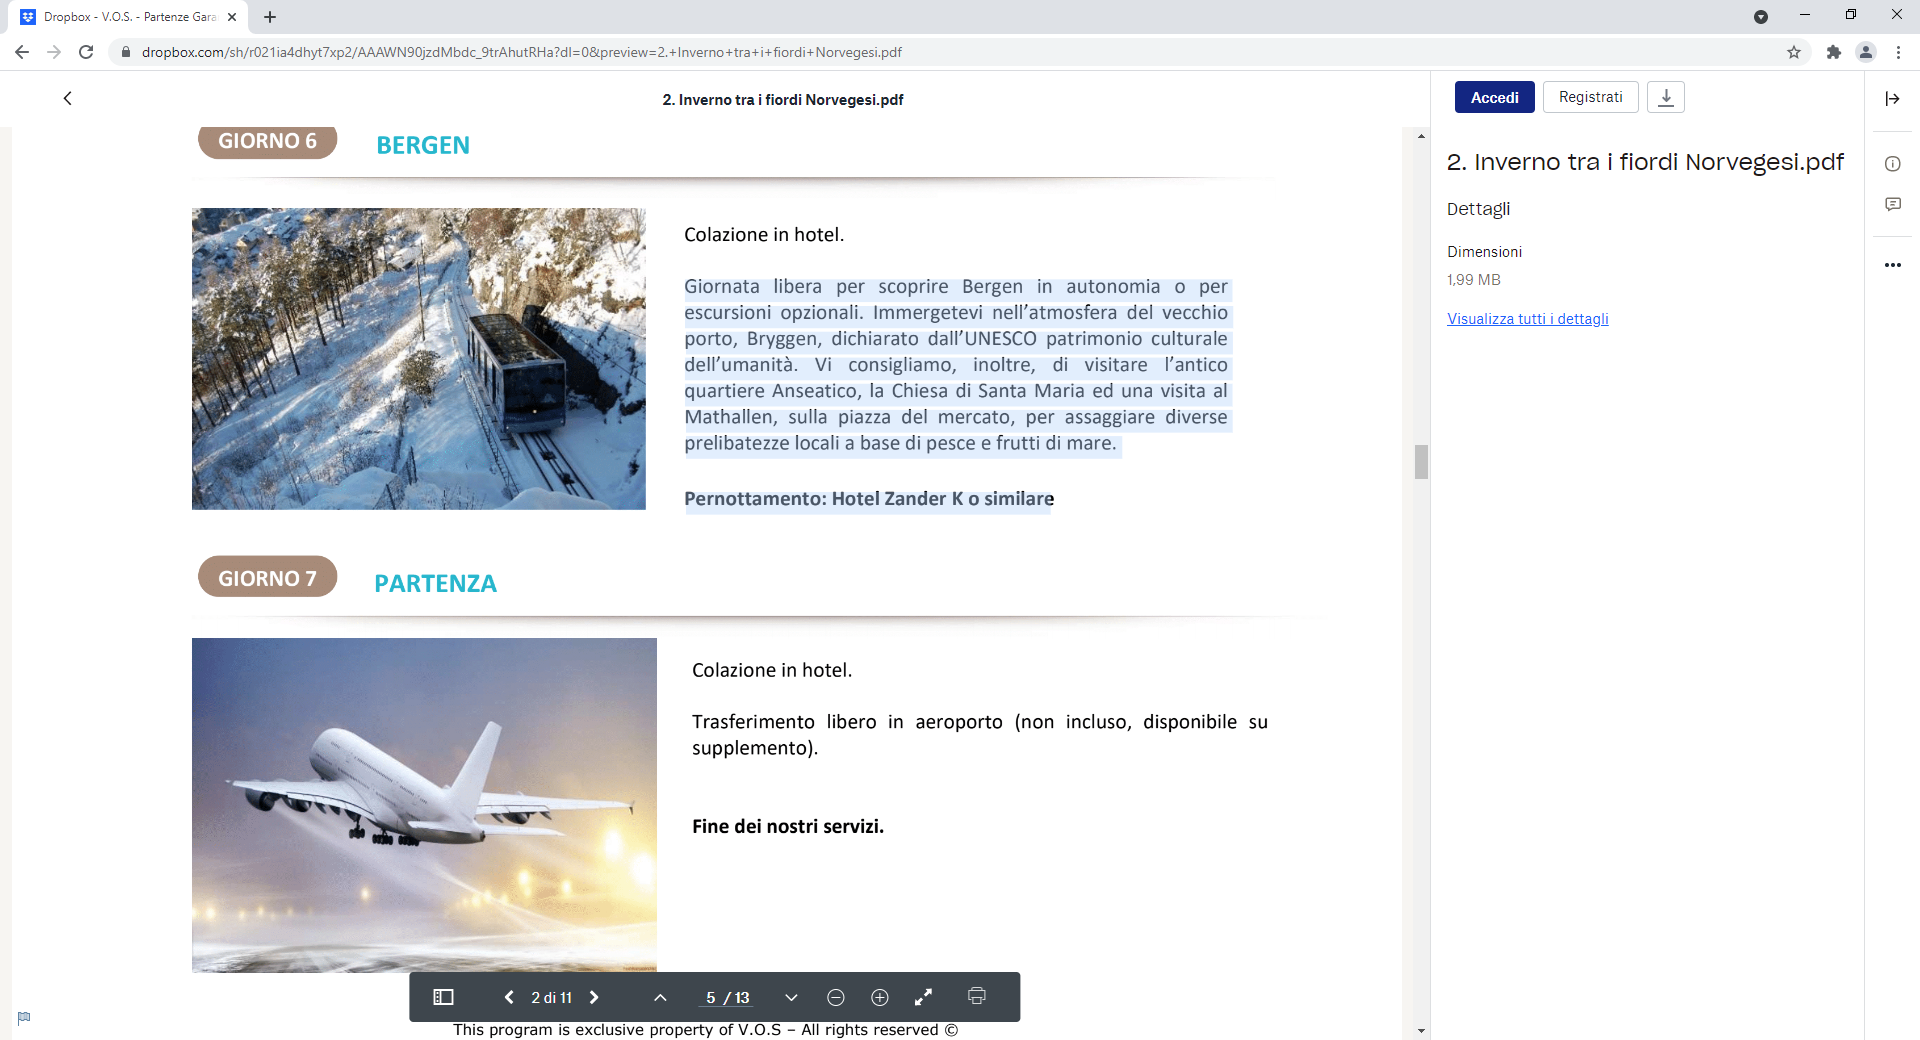 Dropbox - V.O.S. - Partenze Gara
dropbox.com/sh/r021ia4dhyt7xp2/AAAWN90jzdMbdc_9trAhutRHa?dl=0&preview=2.+Inverno+tra+i+fiordi+Norvegesi.pdf
2. Inverno tra i fiordi Norvegesi.pdf
Accedi
Registrati
GIORNO 6
BERGEN
Colazione in hotel.
Giornata libera per scoprire Bergen in autonomia o per
escursioni opzionali. Immergetevi nell’atmosfera del vecchio
porto, Bryggen, dichiarato dall’UNESCO patrimonio culturale
dell’umanità. Vi consigliamo, inoltre, di visitare l’antico
quartiere Anseatico, la Chiesa di Santa Maria ed una visita al
Mathallen, sulla piazza del mercato, per assaggiare diverse
prelibatezze locali a base di pesce e frutti di mare.
Pernottamento: Hotel Zander K o similare
GIORNO 7
PARTENZA
Colazione in hotel.
Trasferimento libero in aeroporto (non incluso, disponibile su
supplemento).
Fine dei nostri servizi.
2 di 11
5 / 13
This program is exclusive property of V.O.S – All rights reserved ©
2. Inverno tra i fiordi Norvegesi.pdf
Dettagli
Dimensioni
1,99 MB
Visualizza tutti i dettagli